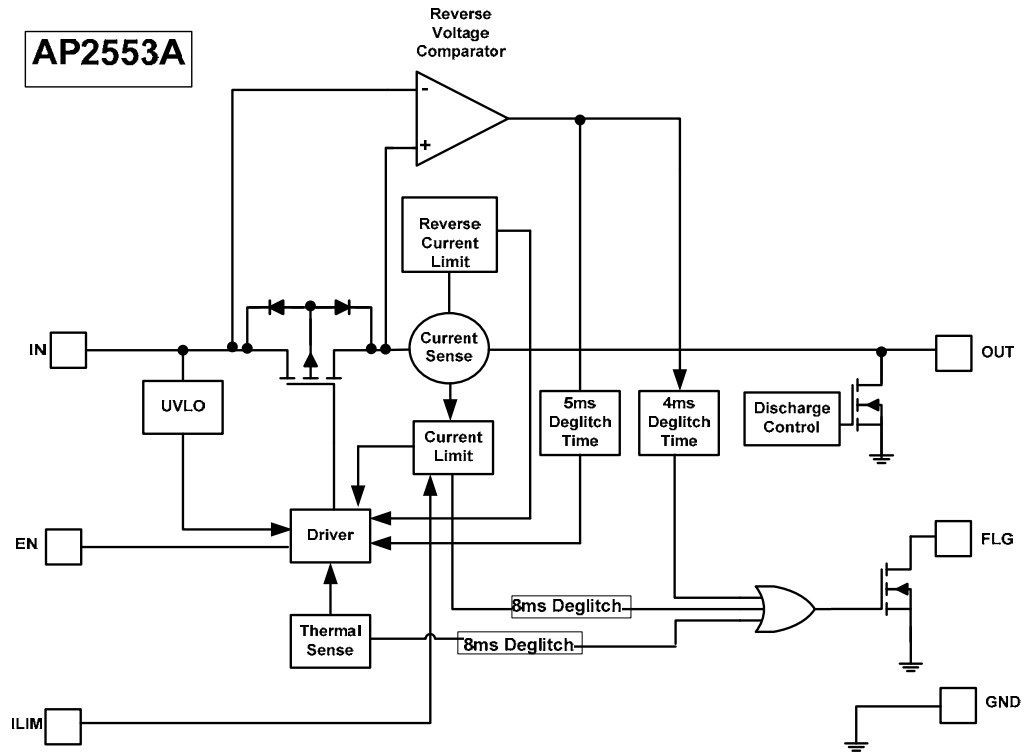 AP2553A
Reverse
Voltage
Comparator
-
+
Reverse
Current
Limit
IN
Current
Sense
OUT
UVLO
5ms
Deglitch
Time
4ms
Deglitch
Time
Discharge
Control
Current
Limit
EN
Driver
FLG
8ms Deglitch
Thermal
Sense
8ms Deglitch
GND
ILIM